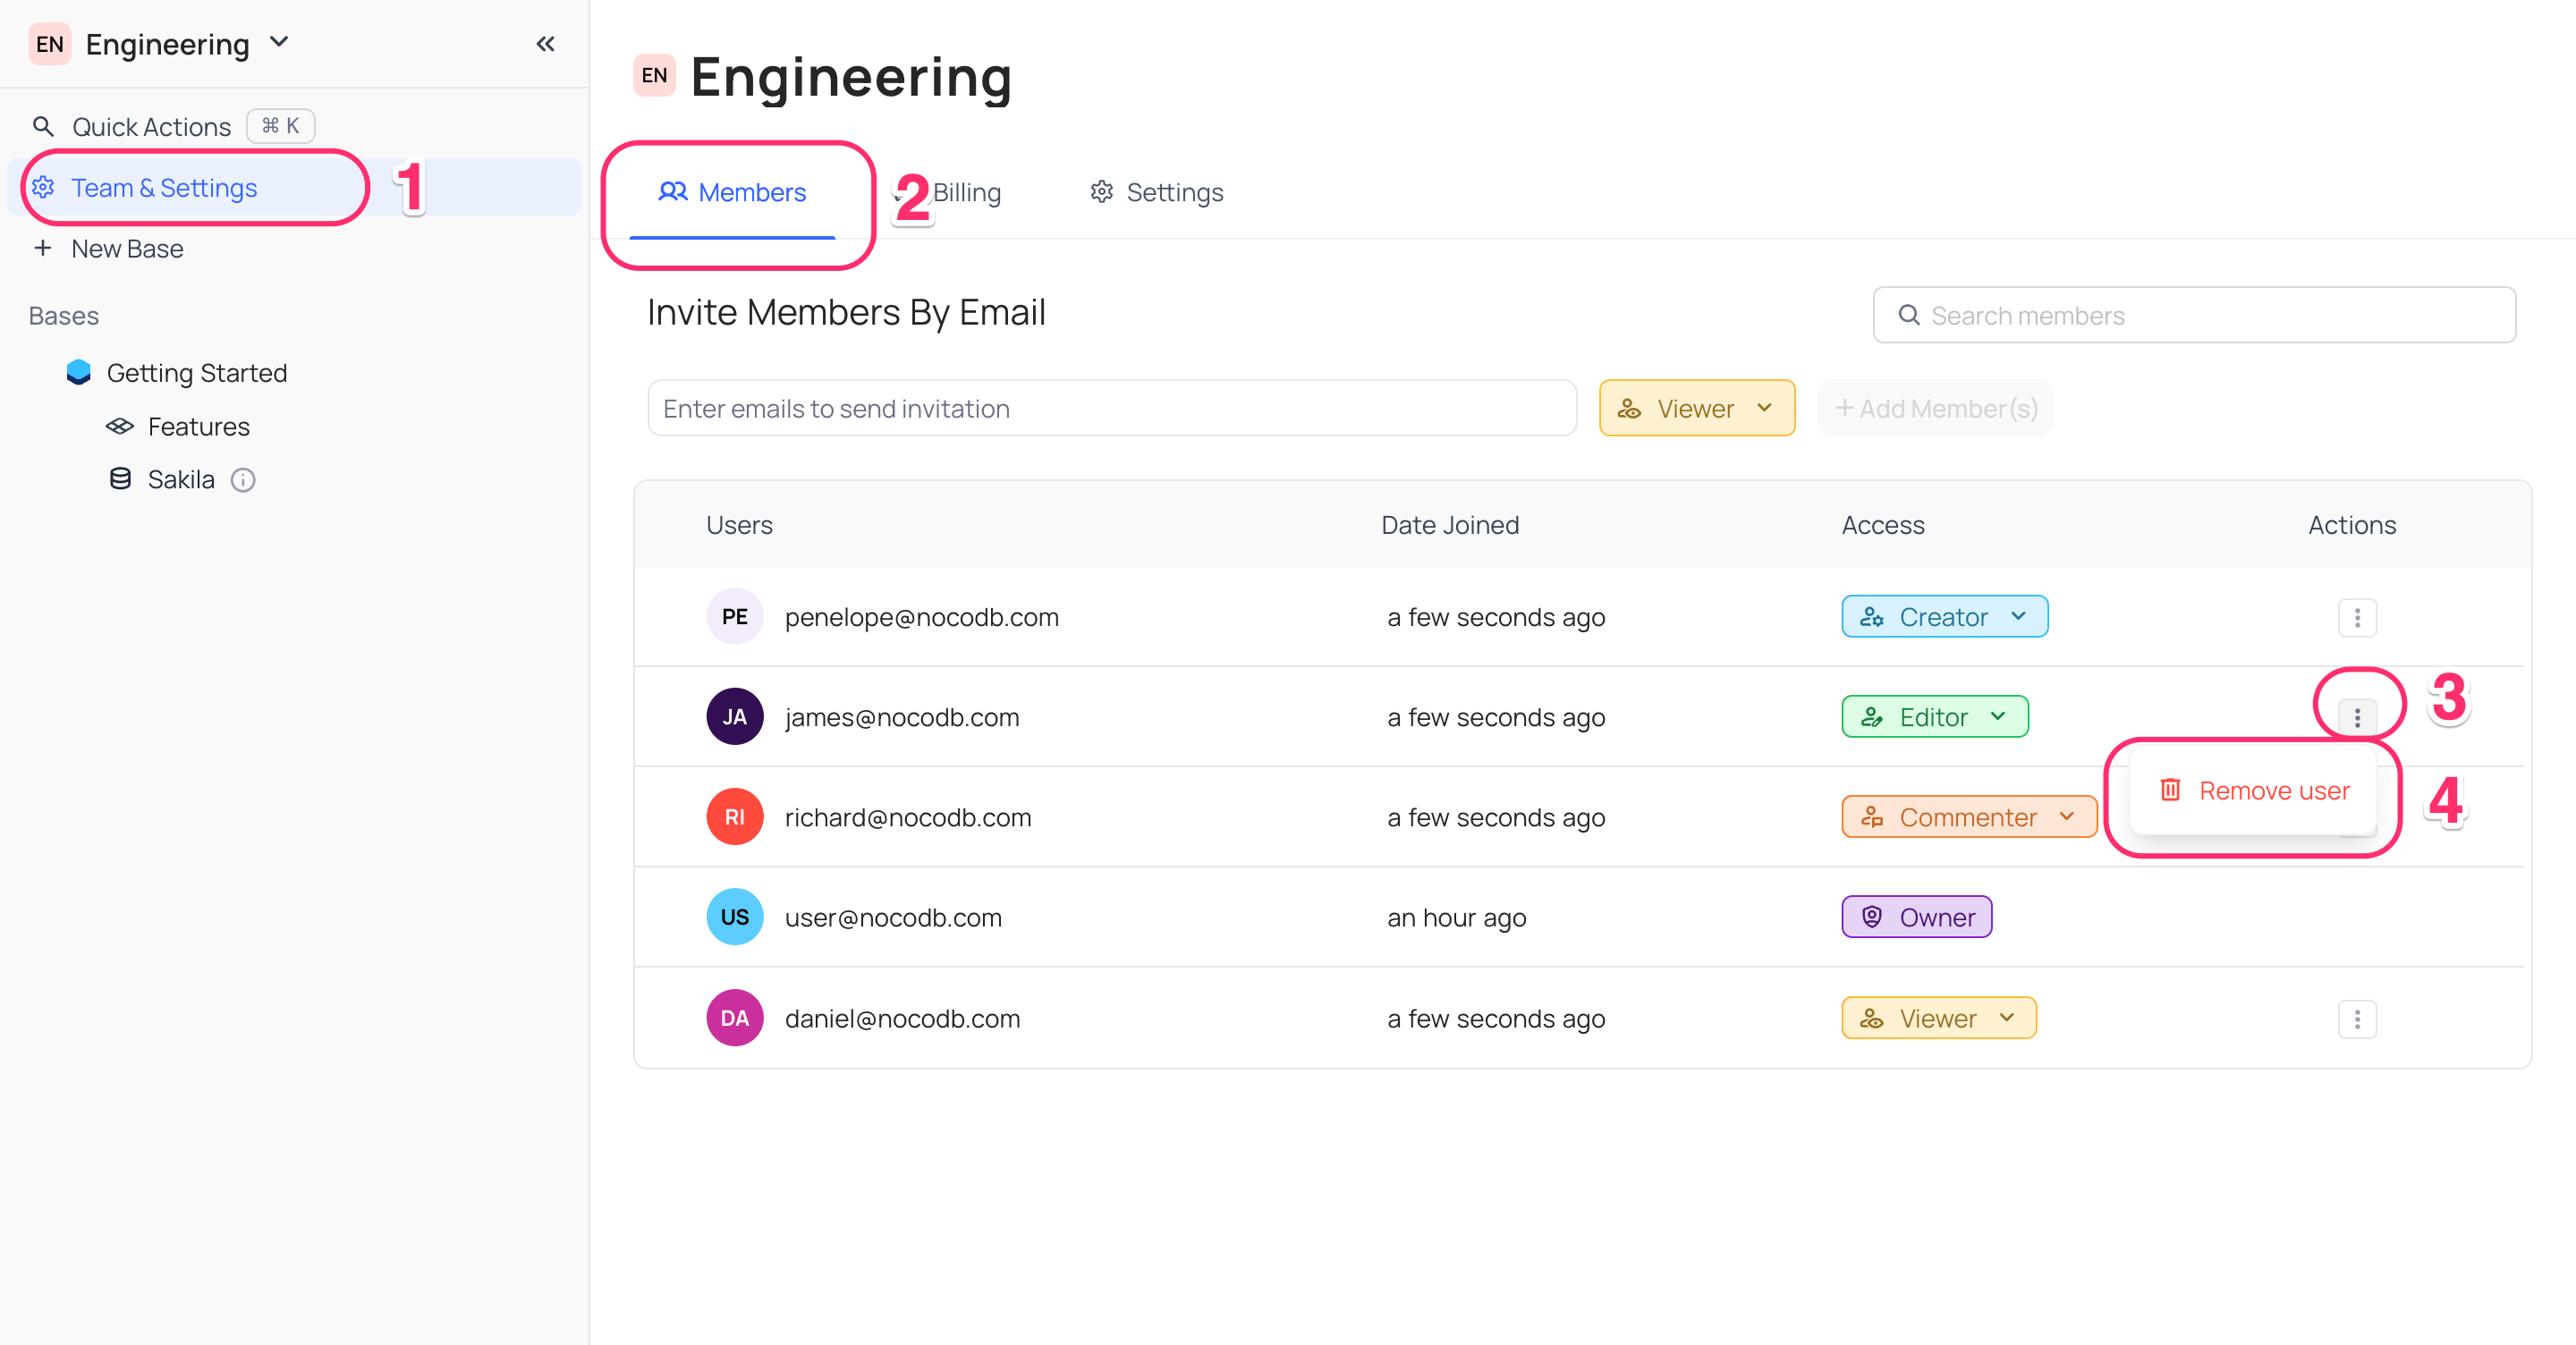 EN Engineering
Quick Actions ⌘ K
Team & Settings 1
New Base
Bases
Getting Started
Features
Sakila
EN Engineering
Members 2 Billing Settings
Invite Members By Email
Search members
Enter emails to send invitation Viewer + Add Member(s)
Users Date Joined Access Actions
PE penelope@nocodb.com a few seconds ago Creator
JA james@nocodb.com a few seconds ago Editor 3
Remove user 4
RI richard@nocodb.com a few seconds ago Commenter
US user@nocodb.com an hour ago Owner
DA daniel@nocodb.com a few seconds ago Viewer